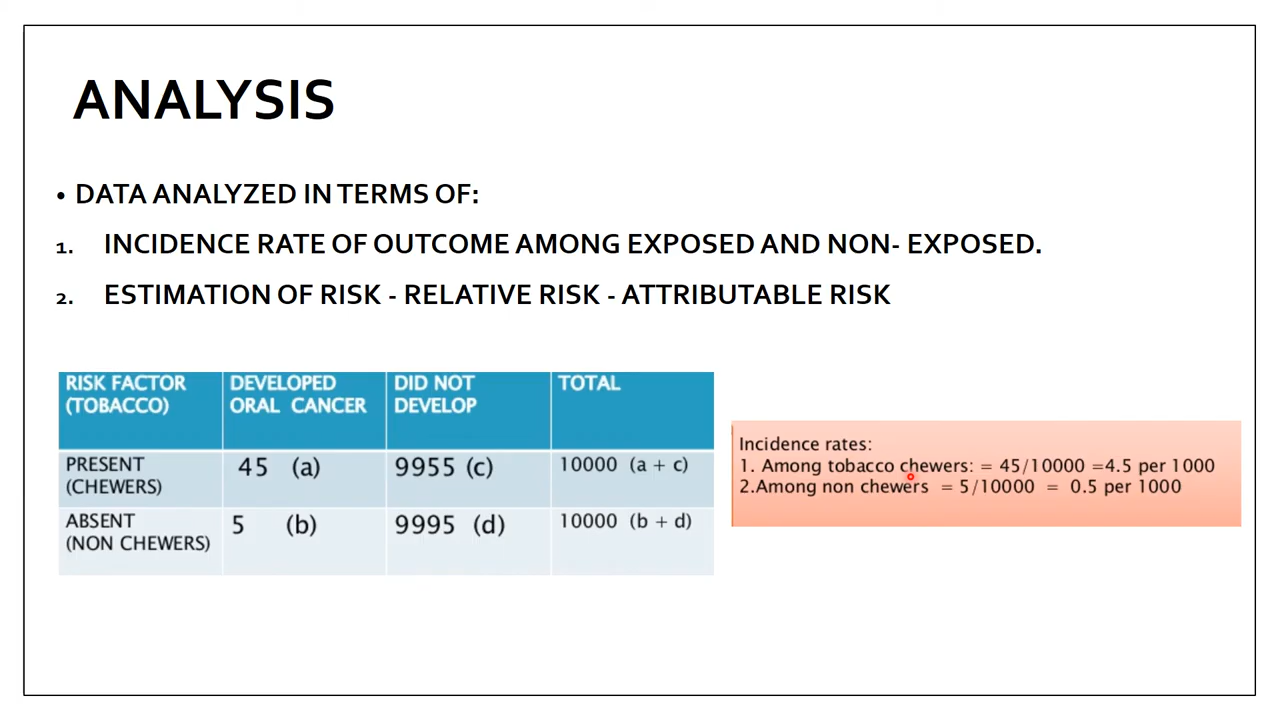 ANALYSIS
• DATA ANALYZED IN TERMS OF:
1. INCIDENCE RATE OF OUTCOME AMONG EXPOSED AND NON- EXPOSED.
2. ESTIMATION OF RISK - RELATIVE RISK - ATTRIBUTABLE RISK
RISK FACTOR
(TOBACCO)
DEVELOPED
ORAL CANCER
DID NOT
DEVELOP
TOTAL
PRESENT
(CHEWERS)
45 (a)
9955 (c)
10000 (a + c)
ABSENT
(NON CHEWERS)
5 (b)
9995 (d)
10000 (b + d)
Incidence rates:
1. Among tobacco chewers: = 45/10000 =4.5 per 1000
2.Among non chewers = 5/10000 = 0.5 per 1000